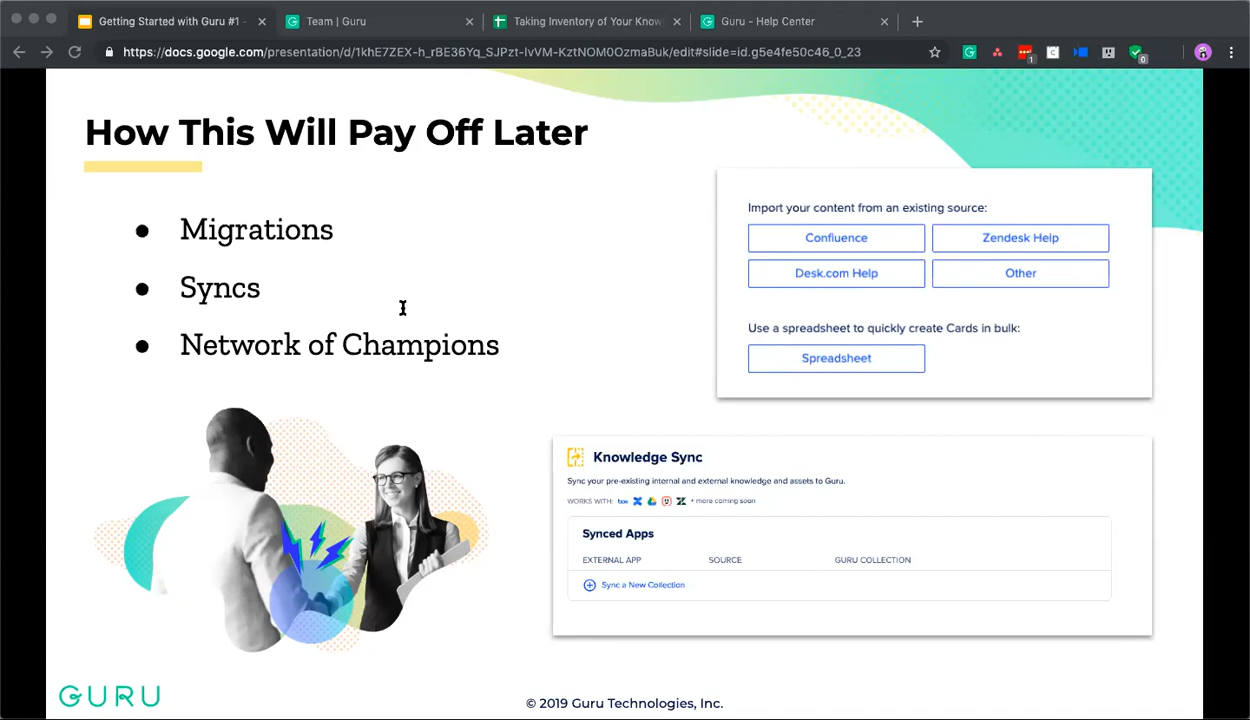 Getting Started with Guru #1 -
Team | Guru
Taking Inventory of Your Know
Guru - Help Center
https://docs.google.com/presentation/d/1khE7ZEX-h_rBE36Yq_SJPzt-lvVM-KztNOM0OzmaBuk/edit#slide=id.g5e4fe50c46_0_23
1
0
How This Will Pay Off Later
Migrations
Syncs
Network of Champions
Import your content from an existing source:
Confluence
Zendesk Help
Desk.com Help
Other
Use a spreadsheet to quickly create Cards in bulk:
Spreadsheet
Knowledge Sync
Sync your pre-existing internal and external knowledge and assets to Guru.
WORKS WITH: box + more coming soon
Synced Apps
EXTERNAL APP SOURCE GURU COLLECTION
Sync a New Collection
GURU
© 2019 Guru Technologies, Inc.